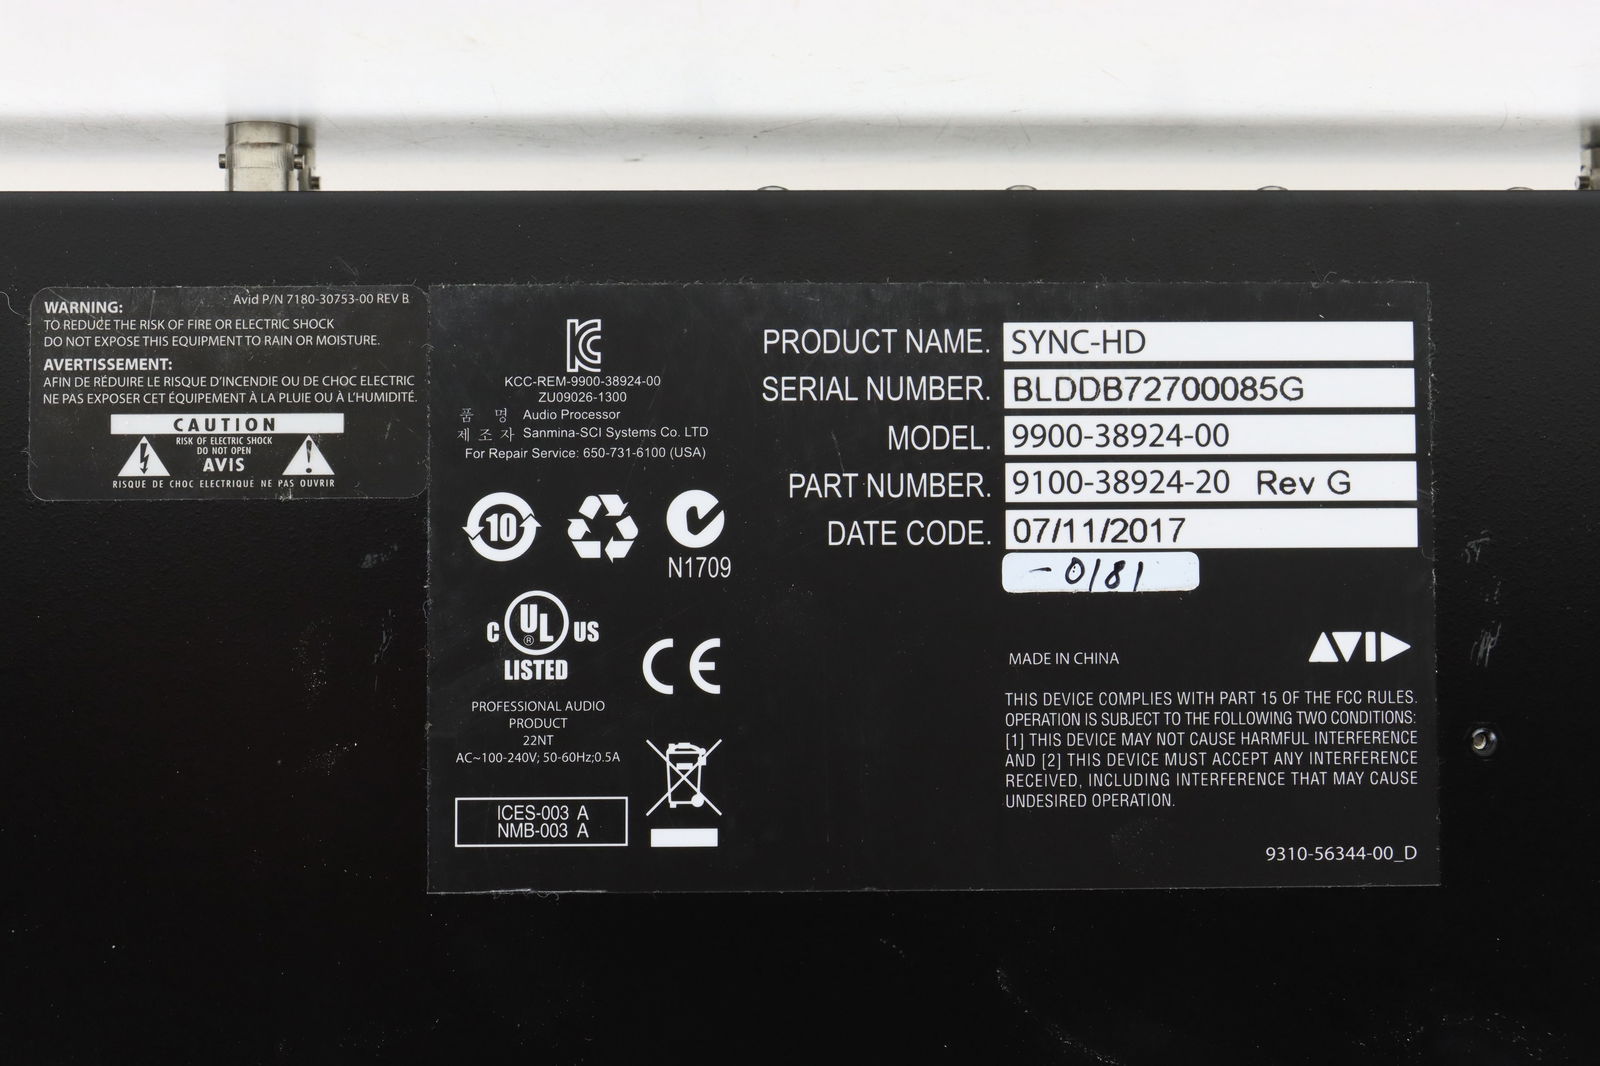 Avid P/N 7180-30753-00 REV B
WARNING:
TO REDUCE THE RISK OF FIRE OR ELECTRIC SHOCK
DO NOT EXPOSE THIS EQUIPMENT TO RAIN OR MOISTURE.
AVERTISSEMENT:
AFIN DE RÉDUIRE LE RISQUE D'INCENDIE OU DE CHOC ELECTRIC
NE PAS EXPOSER CET ÉQUIPEMENT À LA PLUIE OU À L'HUMIDITÉ.
CAUTION
RISK OF ELECTRIC SHOCK
DO NOT OPEN
AVIS
RISQUE DE CHOC ELECTRIQUE NE PAS OUVRIR
KC
KCC-REM-9900-38924-00
ZU09026-1300
품 명 Audio Processor
제 조 자 Sanmina-SCI Systems Co. LTD
For Repair Service: 650-731-6100 (USA)
10
N1709
C UL® US
LISTED
CE
PROFESSIONAL AUDIO
PRODUCT
22NT
AC~100-240V; 50-60Hz;0.5A
ICES-003 A
NMB-003 A
PRODUCT NAME. SYNC-HD
SERIAL NUMBER. BLDDB72700085G
MODEL. 9900-38924-00
PART NUMBER. 9100-38924-20 Rev G
DATE CODE. 07/11/2017
-0181
MADE IN CHINA
AVID
THIS DEVICE COMPLIES WITH PART 15 OF THE FCC RULES.
OPERATION IS SUBJECT TO THE FOLLOWING TWO CONDITIONS:
[1] THIS DEVICE MAY NOT CAUSE HARMFUL INTERFERENCE
AND [2] THIS DEVICE MUST ACCEPT ANY INTERFERENCE
RECEIVED, INCLUDING INTERFERENCE THAT MAY CAUSE
UNDESIRED OPERATION.
9310-56344-00_D